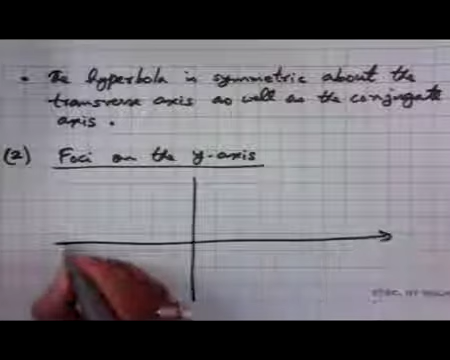 • The hyperbola is symmetric about the
transverse axis as well as the conjugate
axis.
(2) Foci on the y-axis